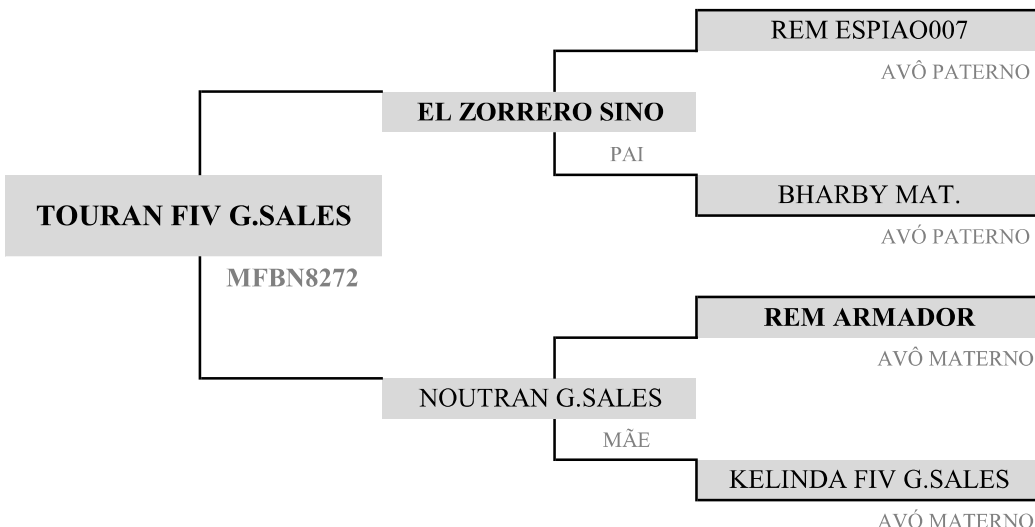 REM ESPIAO007
AVÔ PATERNO
EL ZORRERO SINO
PAI
BHARBY MAT.
AVÓ PATERNO
TOURAN FIV G.SALES
MFBN8272
REM ARMADOR
AVÔ MATERNO
NOUTRAN G.SALES
MÃE
KELINDA FIV G.SALES
AVÓ MATERNO